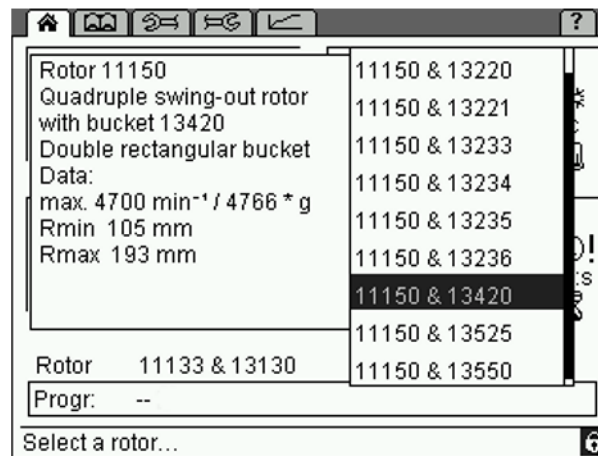 ?
Rotor 11150
Quadruple swing-out rotor
with bucket 13420
Double rectangular bucket
Data:
max. 4700 min⁻¹ / 4766 * g
Rmin 105 mm
Rmax 193 mm
11150 & 13220
11150 & 13221
11150 & 13233
11150 & 13234
11150 & 13235
11150 & 13236
11150 & 13420
11150 & 13525
11150 & 13550
Rotor 11133 & 13130
Progr: --
Select a rotor...